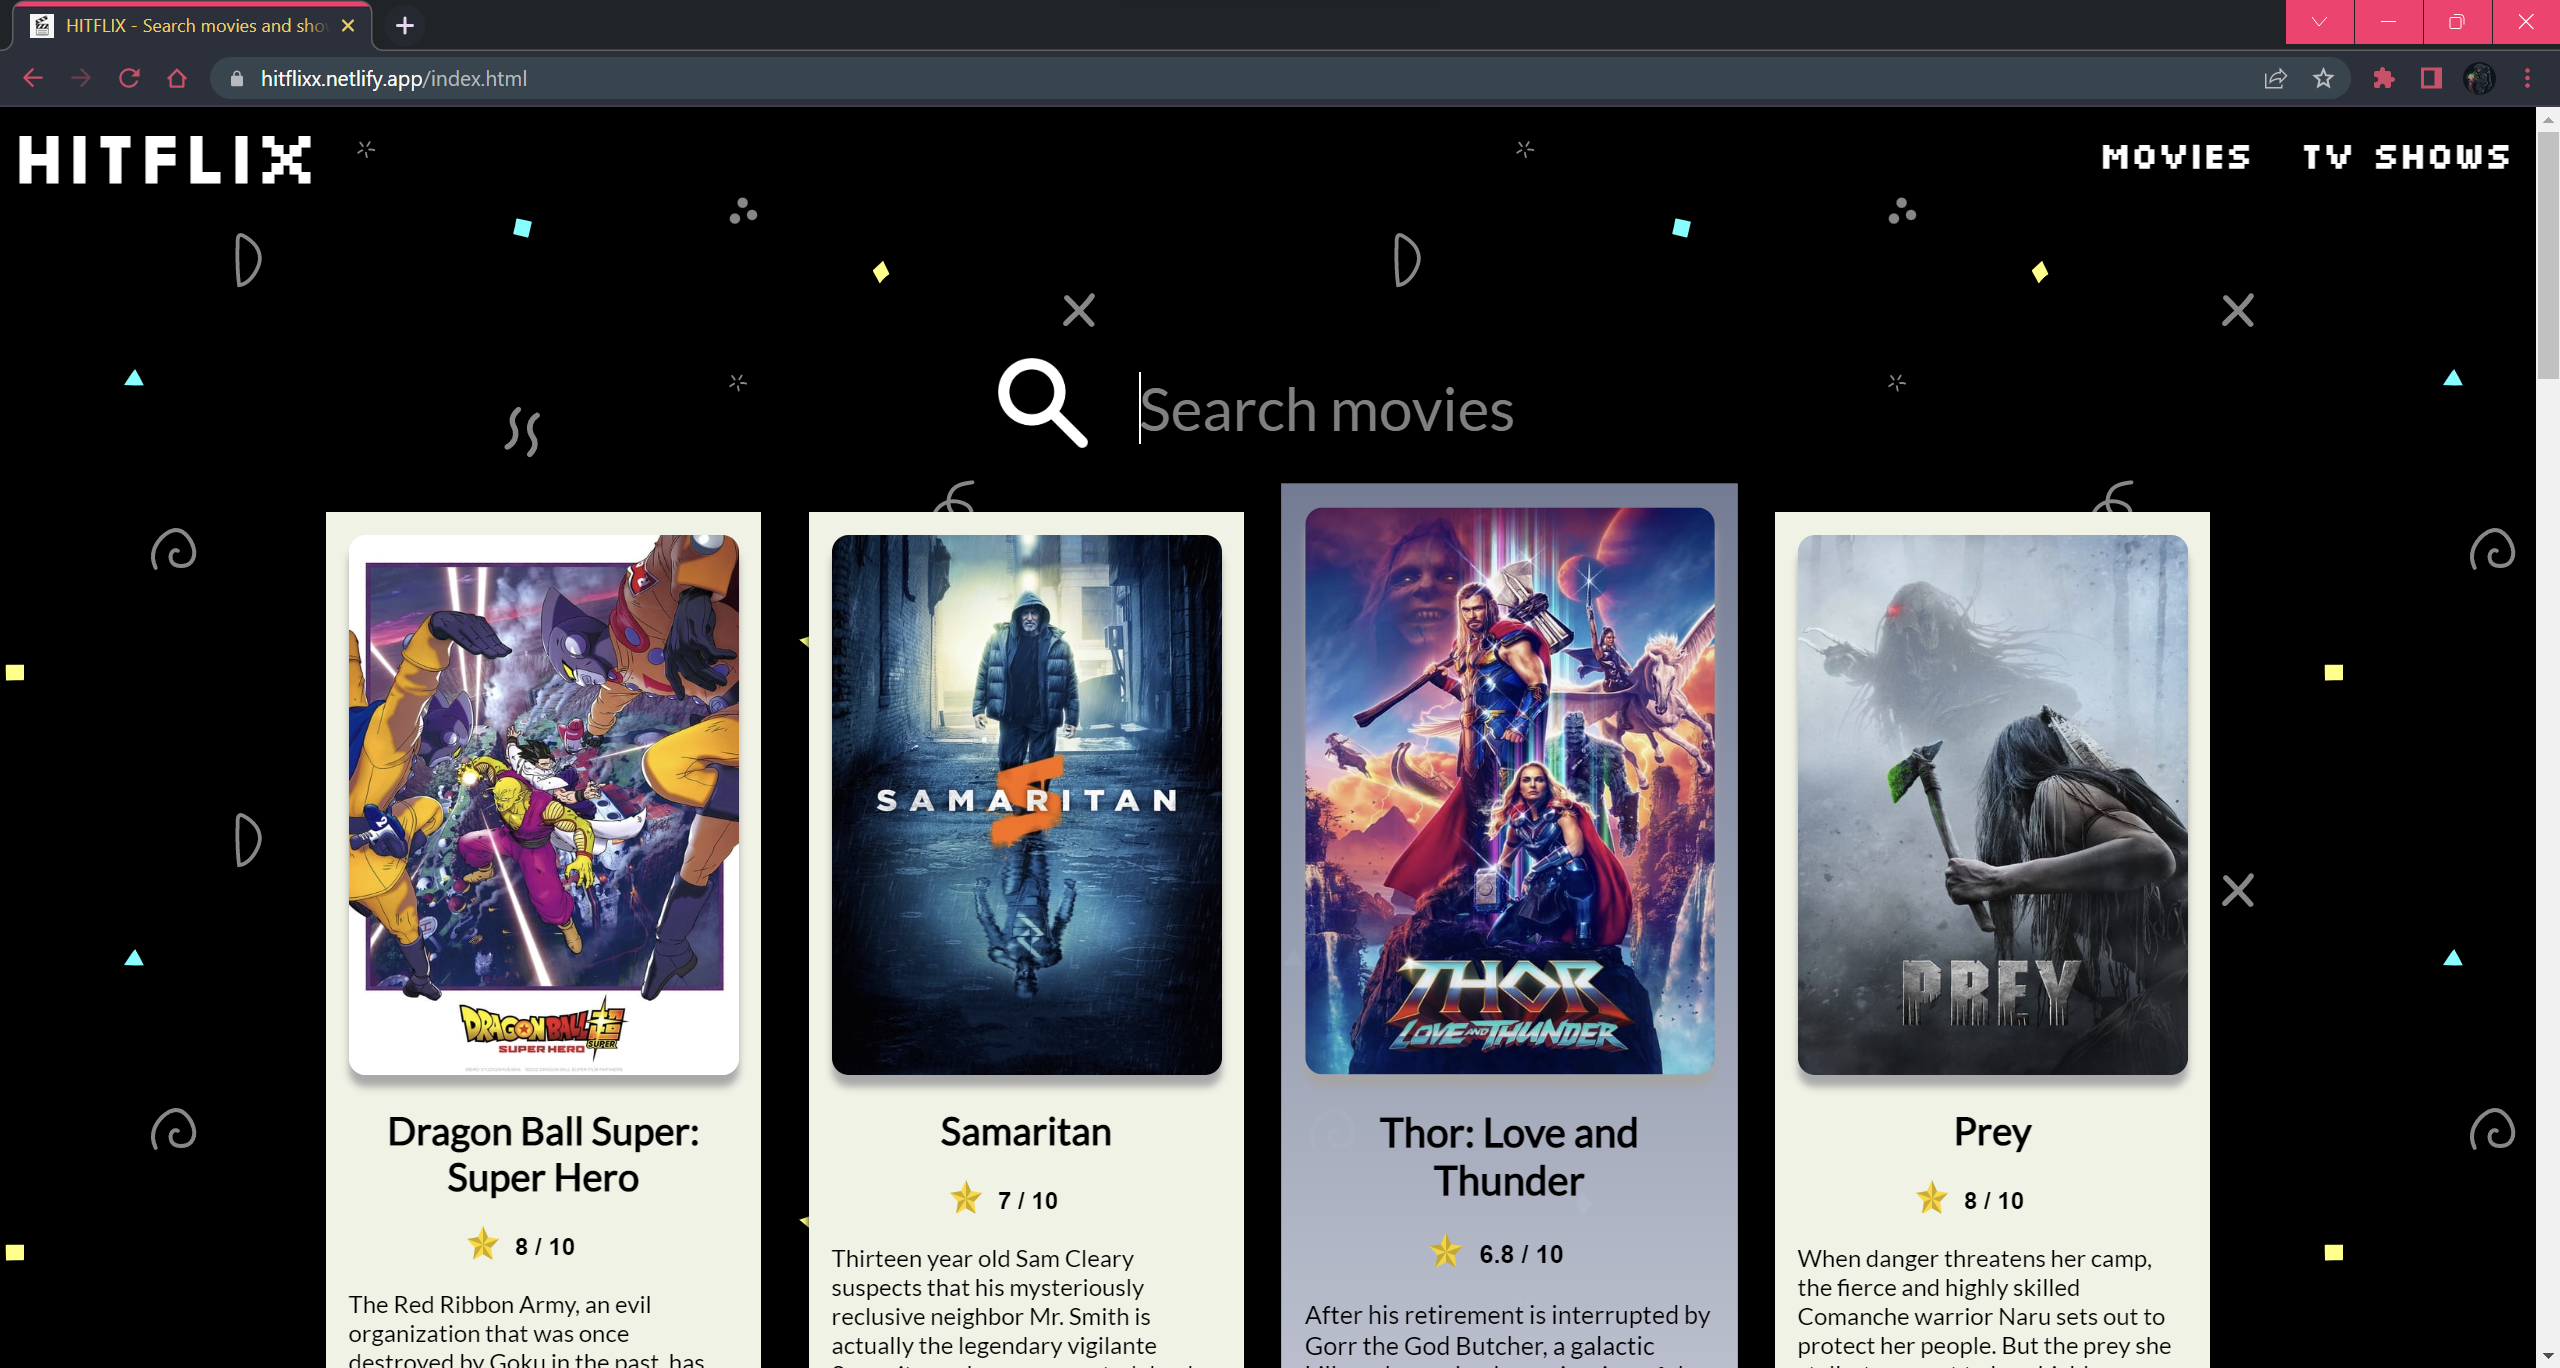 HITFLIX - Search movies and sho
hitflixx.netlify.app/index.html
HITFLIX
MOVIES
TV SHOWS
Search movies
DRAGONBALL
SUPER
SUPER HERO
Dragon Ball Super:
Super Hero
8 / 10
The Red Ribbon Army, an evil
organization that was once
destroyed by Goku in the past, has
SAMARITAN
Samaritan
7 / 10
Thirteen year old Sam Cleary
suspects that his mysteriously
reclusive neighbor Mr. Smith is
actually the legendary vigilante
THOR
LOVE AND THUNDER
Thor: Love and
Thunder
6.8 / 10
After his retirement is interrupted by
Gorr the God Butcher, a galactic
PREY
Prey
8 / 10
When danger threatens her camp,
the fierce and highly skilled
Comanche warrior Naru sets out to
protect her people. But the prey she